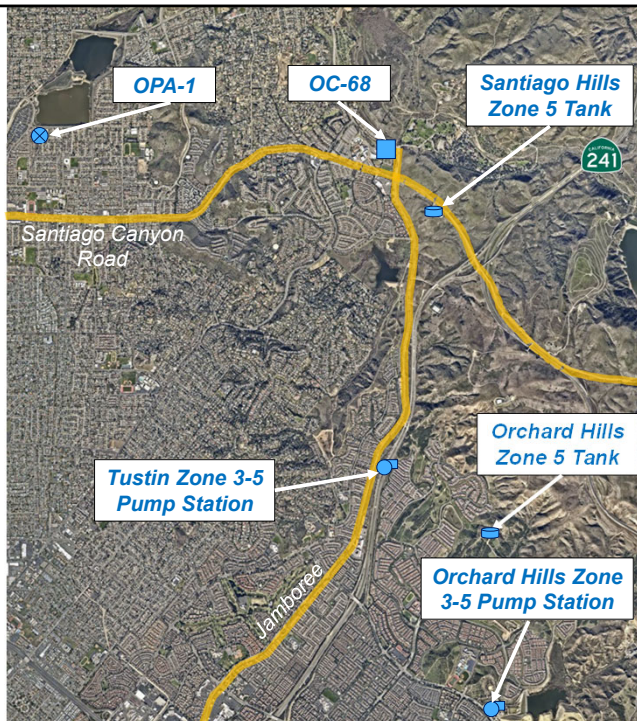 OPA-1
OC-68
Santiago Hills
Zone 5 Tank
CALIFORNIA
241
Santiago Canyon
Road
Orchard Hills
Zone 5 Tank
Tustin Zone 3-5
Pump Station
Orchard Hills Zone
3-5 Pump Station
Jamboree